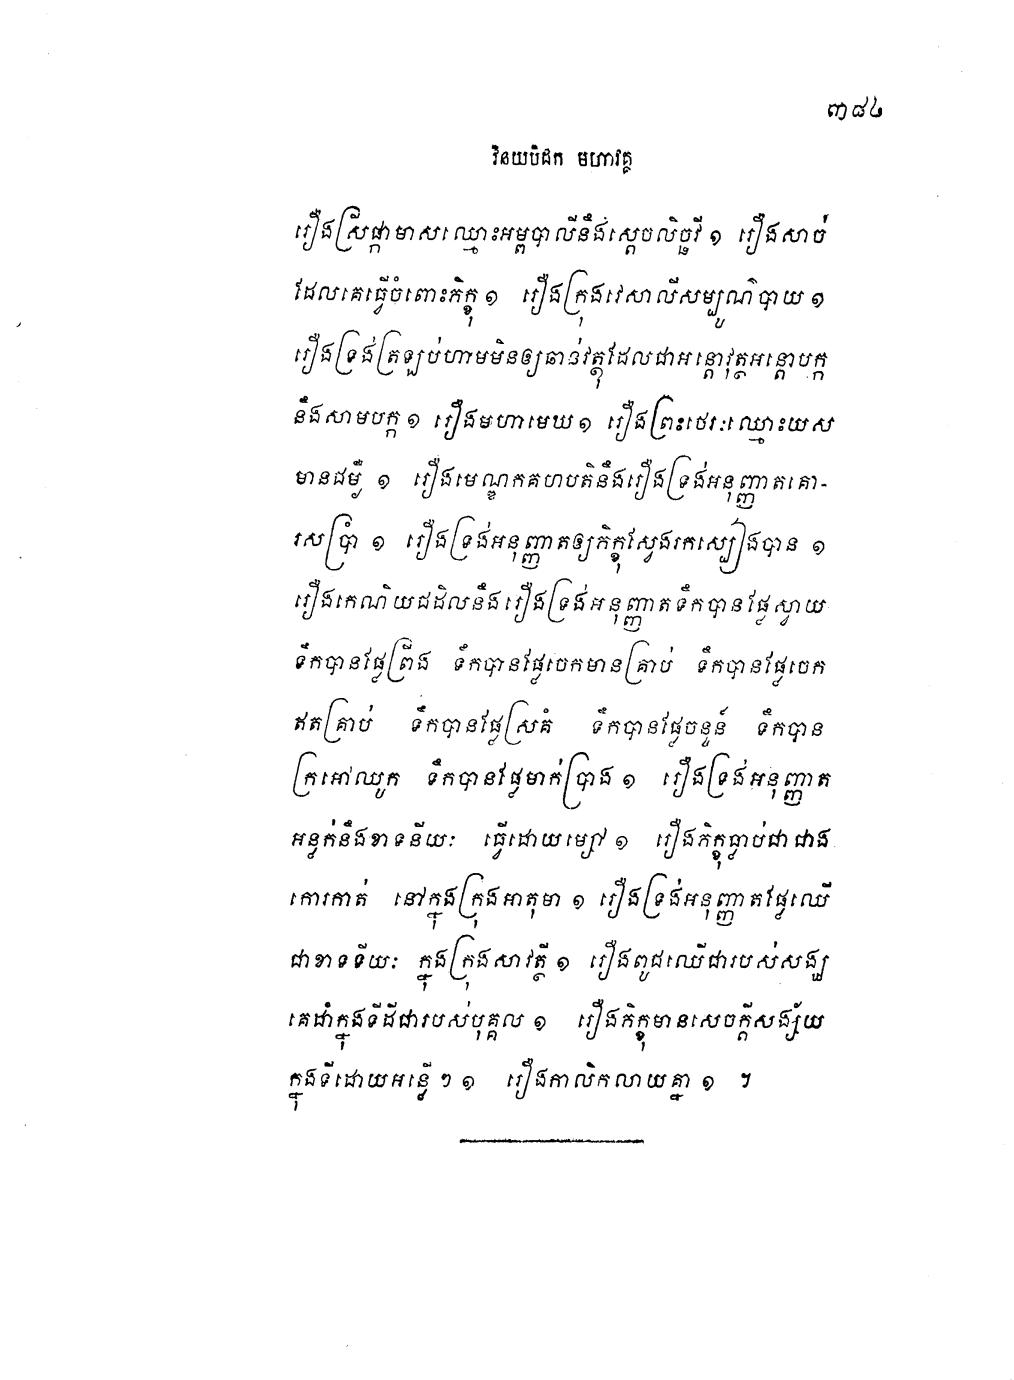 ៣៨៤
វិនយបិដក មហាវគ្គ
រឿងស្រីផ្កាមាសឈ្មោះអម្ពបាលីនឹងស្តេចលិច្ឆវី ១ រឿងសាច់
ដែលគេធ្វើចំពោះភិក្ខុ ១ រឿងក្រុងវេសាលីសម្បូណ៌បាយ ១
រឿងទ្រង់ត្រឡប់ហាមមិនឲ្យឆាន់វត្ថុដែលជាអន្តោវុត្ថអន្តោបក្ក
នឹងសាមបក្ក ១ រឿងមហាមេឃ ១ រឿងព្រះថេរៈឈ្មោះយស
មានជម្ងឺ ១ រឿងមេណ្ឌកគហបតិនឹងរឿងទ្រង់អនុញ្ញាតគោ-
រសប្រាំ ១ រឿងទ្រង់អនុញ្ញាតឲ្យភិក្ខុស្វែងរកស្បៀងបាន ១
រឿងកេណិយជដិលនឹងរឿងទ្រង់អនុញ្ញាតទឹកបានផ្លែស្វាយ
ទឹកបានផ្លែព្រីង ទឹកបានផ្លែចេកមានគ្រាប់ ទឹកបានផ្លែចេក
ឥតគ្រាប់ ទឹកបានផ្លែស្រគំ ទឹកបានផ្លែចន្ទន៍ ទឹកបាន
ក្រអៅឈូក ទឹកបានផ្លែមាក់ប្រាង ១ រឿងទ្រង់អនុញ្ញាត
អន្លក់នឹងខាទនីយៈ ធ្វើដោយម្សៅ ១ រឿងភិក្ខុធ្លាប់ជាជាង
កោរកាត់ នៅក្នុងក្រុងអាតុមា ១ រឿងទ្រង់អនុញ្ញាតផ្លែឈើ
ជាខាទទីយៈ ក្នុងក្រុងសាវត្ថី ១ រឿងពូជឈើជារបស់សង្ឃ
គេដាំក្នុងទីដីជារបស់បុគ្គល ១ រឿងភិក្ខុមានសេចក្តីសង្ស័យ
ក្នុងទីដោយអន្លើ ៗ ១ រឿងកាលិកលាយគ្នា ១ ។